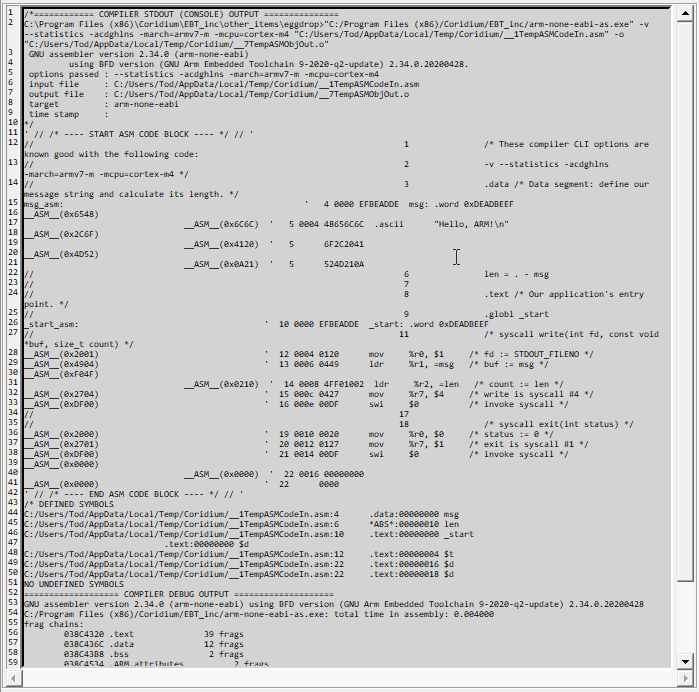 1 /*============ COMPILER STDOUT (CONSOLE) OUTPUT ===============
2 C:\Program Files (x86)\Coridium\EBT_inc\other_items\eggdrop>"C:/Program Files (x86)/Coridium/EBT_inc/arm-none-eabi-as.exe" -v
--statistics -acdghlns -march=armv7-m -mcpu=cortex-m4 "C:/Users/Tod/AppData/Local/Temp/Coridium/__1TempASMCodeIn.asm" -o
"C:/Users/Tod/AppData/Local/Temp/Coridium/__7TempASMObjOut.o"
3 GNU assembler version 2.34.0 (arm-none-eabi)
4 using BFD version (GNU Arm Embedded Toolchain 9-2020-q2-update) 2.34.0.20200428.
5 options passed : --statistics -acdghlns -march=armv7-m -mcpu=cortex-m4
6 input file : C:/Users/Tod/AppData/Local/Temp/Coridium/__1TempASMCodeIn.asm
7 output file : C:/Users/Tod/AppData/Local/Temp/Coridium/__7TempASMObjOut.o
8 target : arm-none-eabi
9 time stamp :
10 */
11 ' // /* ---- START ASM CODE BLOCK ---- */ // '
12 // 1 /* These compiler CLI options are
known good with the following code:
13 // 2 -v --statistics -acdghlns
-march=armv7-m -mcpu=cortex-m4 */
14 // 3 .data /* Data segment: define our
message string and calculate its length. */
15 msg_asm: ' 4 0000 EFBEADDE msg: .word 0xDEADBEEF
16 __ASM__(0x6548)
17 __ASM__(0x6C6C) ' 5 0004 48656C6C .ascii "Hello, ARM!\n"
18 __ASM__(0x2C6F)
19 __ASM__(0x4120) ' 5 6F2C2041
20 __ASM__(0x4D52)
21 __ASM__(0x0A21) ' 5 524D210A
22 // 6 len = . - msg
23 // 7
24 // 8 .text /* Our application's entry
point. */
25 // 9 .globl _start
26 _start_asm: ' 10 0000 EFBEADDE _start: .word 0xDEADBEEF
27 // 11 /* syscall write(int fd, const void
*buf, size_t count) */
28 __ASM__(0x2001) ' 12 0004 0120 mov %r0, $1 /* fd := STDOUT_FILENO */
29 __ASM__(0x4904) ' 13 0006 0449 ldr %r1, =msg /* buf := msg */
30 __ASM__(0xF04F)
31 __ASM__(0x0210) ' 14 0008 4FF01002 ldr %r2, =len /* count := len */
32 __ASM__(0x2704) ' 15 000c 0427 mov %r7, $4 /* write is syscall #4 */
33 __ASM__(0xDF00) ' 16 000e 00DF swi $0 /* invoke syscall */
34 // 17
35 // 18 /* syscall exit(int status) */
36 __ASM__(0x2000) ' 19 0010 0020 mov %r0, $0 /* status := 0 */
37 __ASM__(0x2701) ' 20 0012 0127 mov %r7, $1 /* exit is syscall #1 */
38 __ASM__(0xDF00) ' 21 0014 00DF swi $0 /* invoke syscall */
39 __ASM__(0x0000)
40 __ASM__(0x0000) ' 22 0016 00000000
41 __ASM__(0x0000) ' 22 0000
42 ' // /* ---- END ASM CODE BLOCK ---- */ // '
43 /* DEFINED SYMBOLS
44 C:/Users/Tod/AppData/Local/Temp/Coridium/__1TempASMCodeIn.asm:4 .data:00000000 msg
45 C:/Users/Tod/AppData/Local/Temp/Coridium/__1TempASMCodeIn.asm:6 *ABS*:00000010 len
46 C:/Users/Tod/AppData/Local/Temp/Coridium/__1TempASMCodeIn.asm:10 .text:00000000 _start
47 .text:00000000 $d
48 C:/Users/Tod/AppData/Local/Temp/Coridium/__1TempASMCodeIn.asm:12 .text:00000004 $t
49 C:/Users/Tod/AppData/Local/Temp/Coridium/__1TempASMCodeIn.asm:22 .text:00000016 $d
50 C:/Users/Tod/AppData/Local/Temp/Coridium/__1TempASMCodeIn.asm:22 .text:00000018 $d
51 NO UNDEFINED SYMBOLS
52 =================== COMPILER DEBUG OUTPUT ====================
53 GNU assembler version 2.34.0 (arm-none-eabi) using BFD version (GNU Arm Embedded Toolchain 9-2020-q2-update) 2.34.0.20200428
54 C:/Program Files (x86)/Coridium/EBT_inc/arm-none-eabi-as.exe: total time in assembly: 0.004000
55 frag chains:
56 038C4320 .text 39 frags
57 038C436C .data 12 frags
58 038C43B8 .bss 2 frags
59 038C4534 .ARM.attributes 2 frags